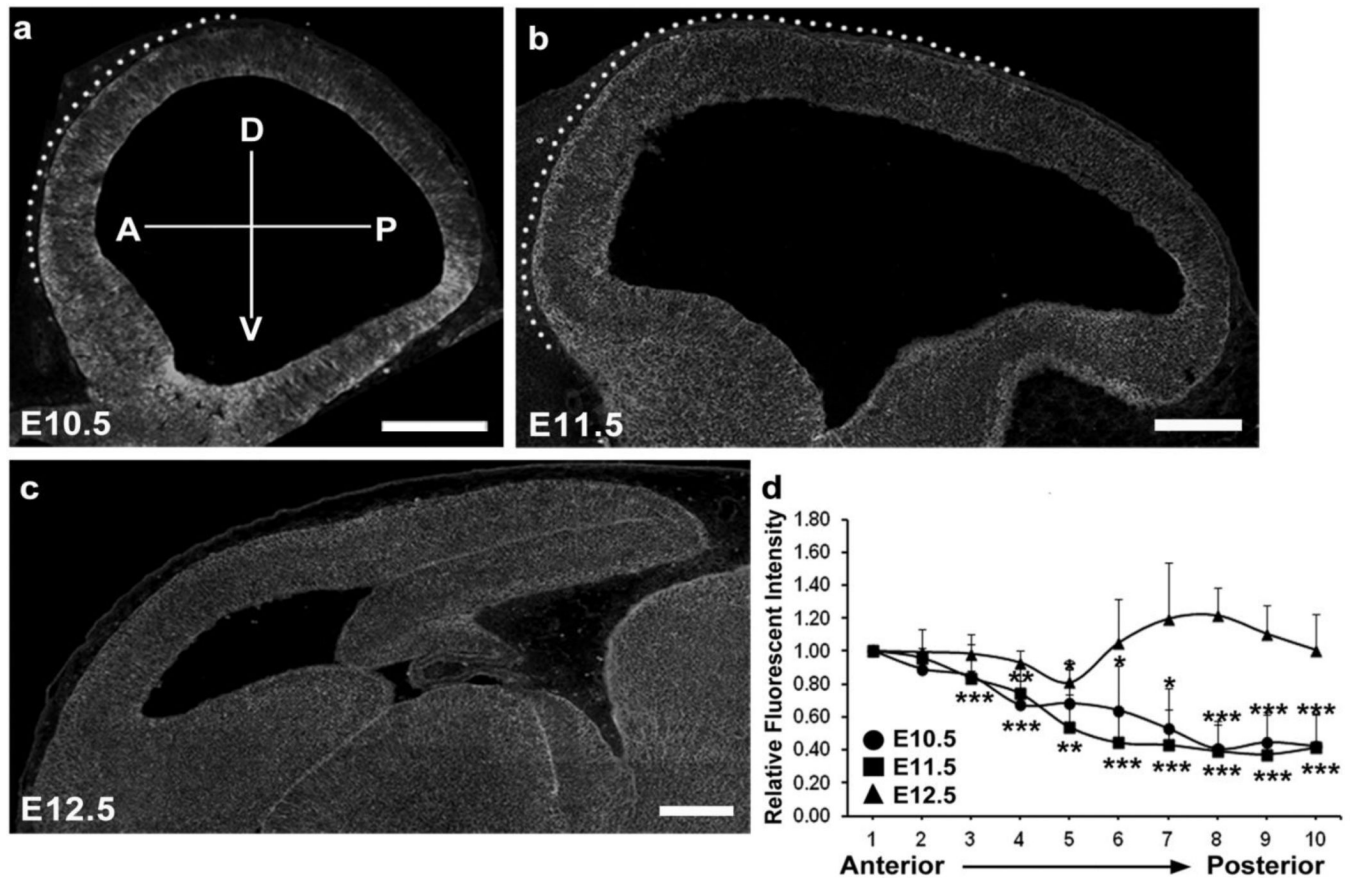 a
D
A
P
V
E10.5
b
E11.5
c
E12.5
d
Relative Fluorescent Intensity
1.80
1.60
1.40
1.20
1.00
0.80
0.60
0.40
0.20
0.00
*
*
**
*
***
***
***
***
***
**
***
***
***
***
***
E10.5
E11.5
E12.5
1 2 3 4 5 6 7 8 9 10
Anterior
Posterior